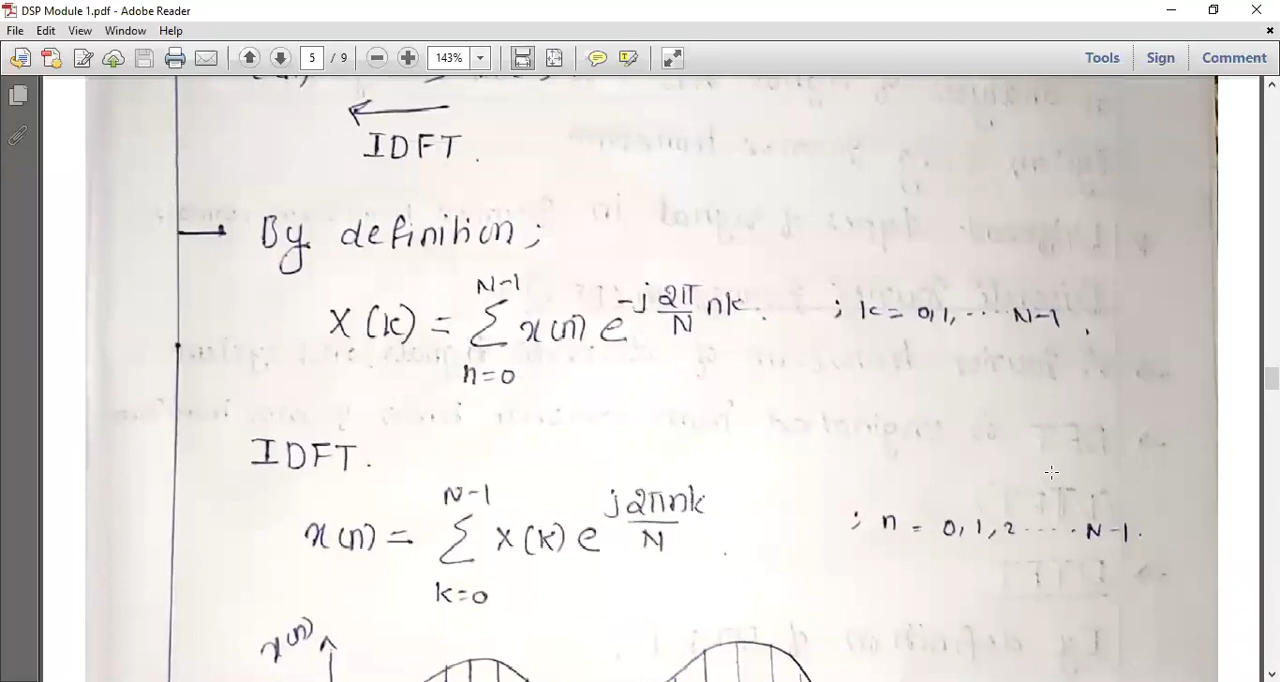 DSP Module 1.pdf - Adobe Reader
File Edit View Window Help
5 / 9 143% Tools Sign Comment
IDFT.
By definition;
X(k) = Σ_{n=0}^{N-1} x(n) e^{-j 2π/N nk}. ; k = 0, 1, ..... N-1.
IDFT.
x(n) = Σ_{k=0}^{N-1} X(k) e^{j2πnk/N}. ; n = 0, 1, 2 ..... N-1.
x(n)